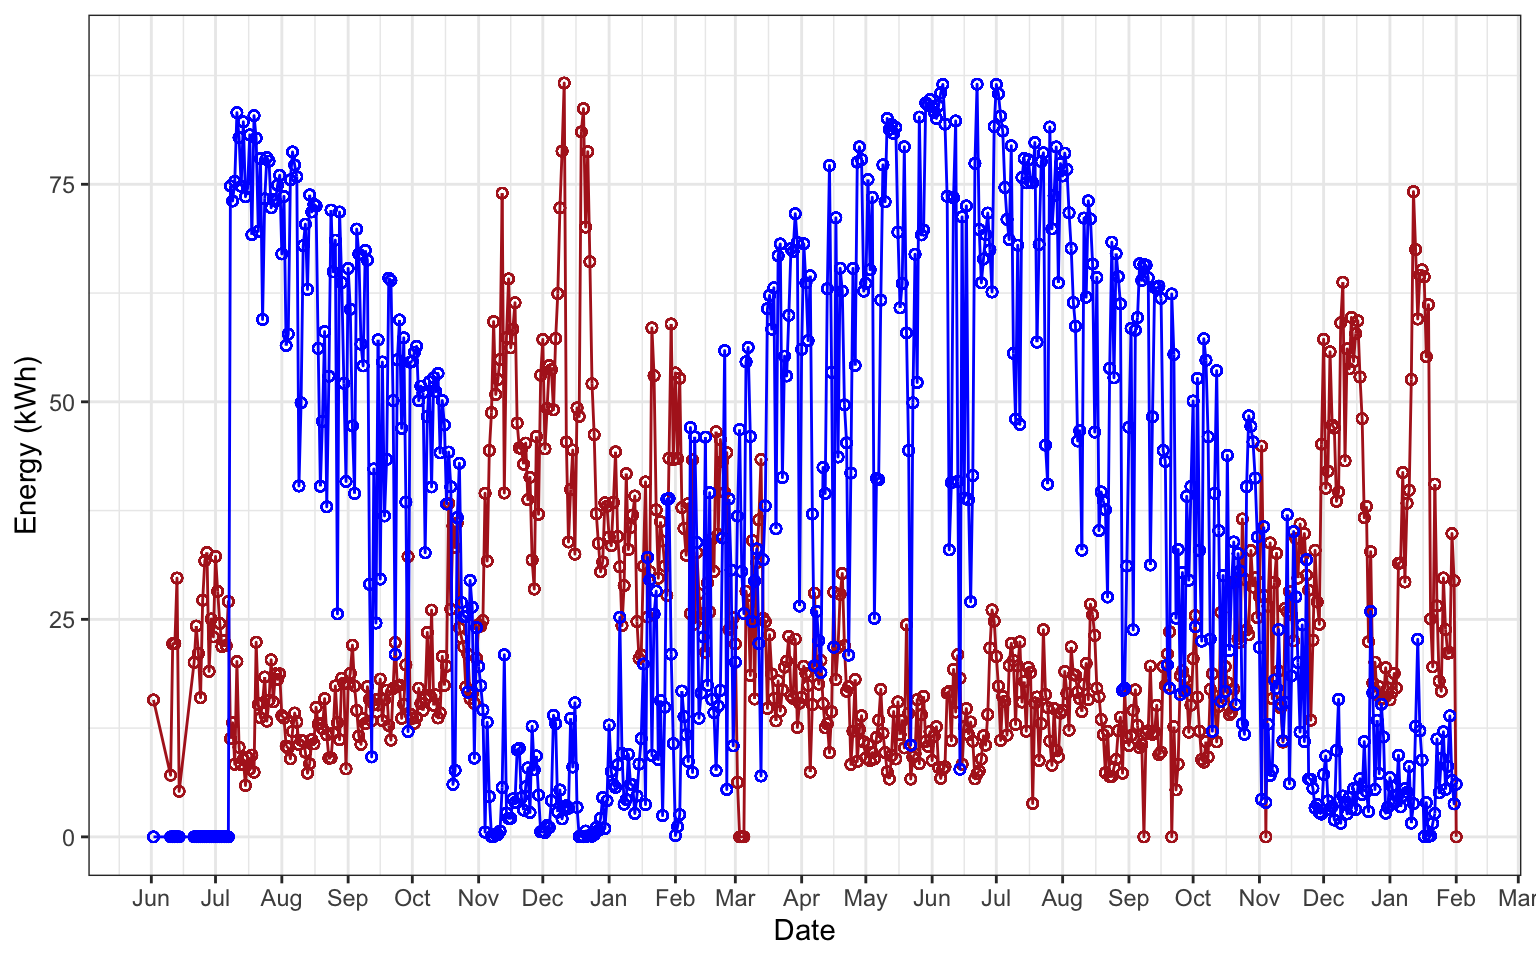 Energy (kWh)
75
50
25
0
Jun Jul Aug Sep Oct Nov Dec Jan Feb Mar Apr May Jun Jul Aug Sep Oct Nov Dec Jan Feb Mar
Date